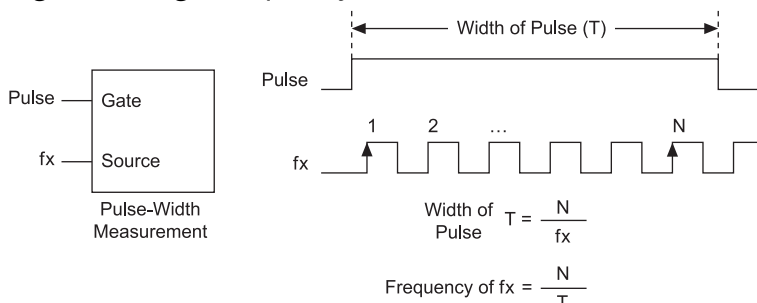 Width of Pulse (T)
Pulse
Pulse
Gate
1 2 ... N
fx
Source
fx
Pulse-Width
Measurement
Width of
Pulse
T = N
fx
Frequency of fx = N
T